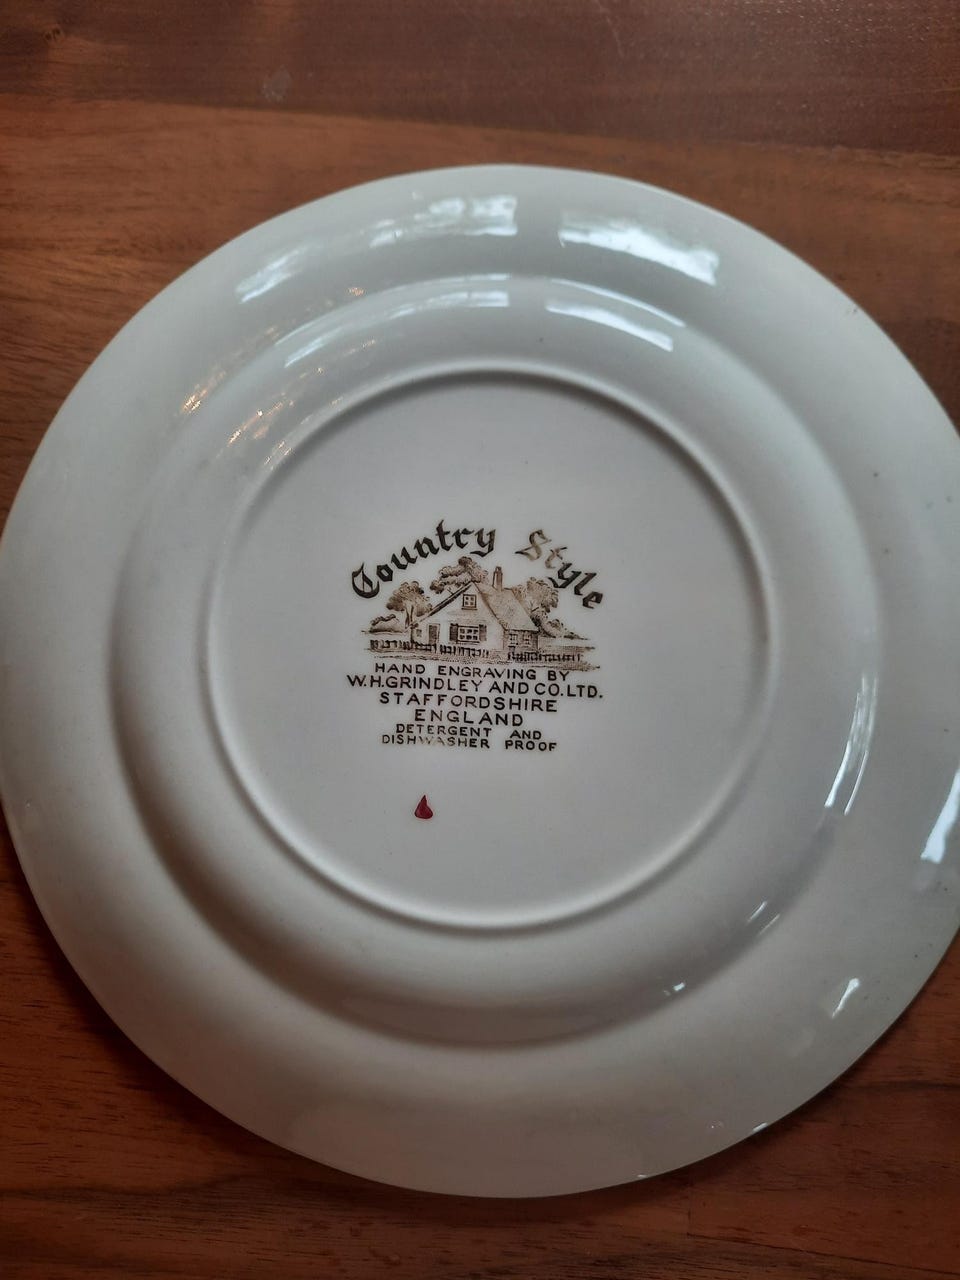 Country Style
HAND ENGRAVING BY
W.H.GRINDLEY AND CO.LTD.
STAFFORDSHIRE
ENGLAND
DETERGENT AND
DISHWASHER PROOF